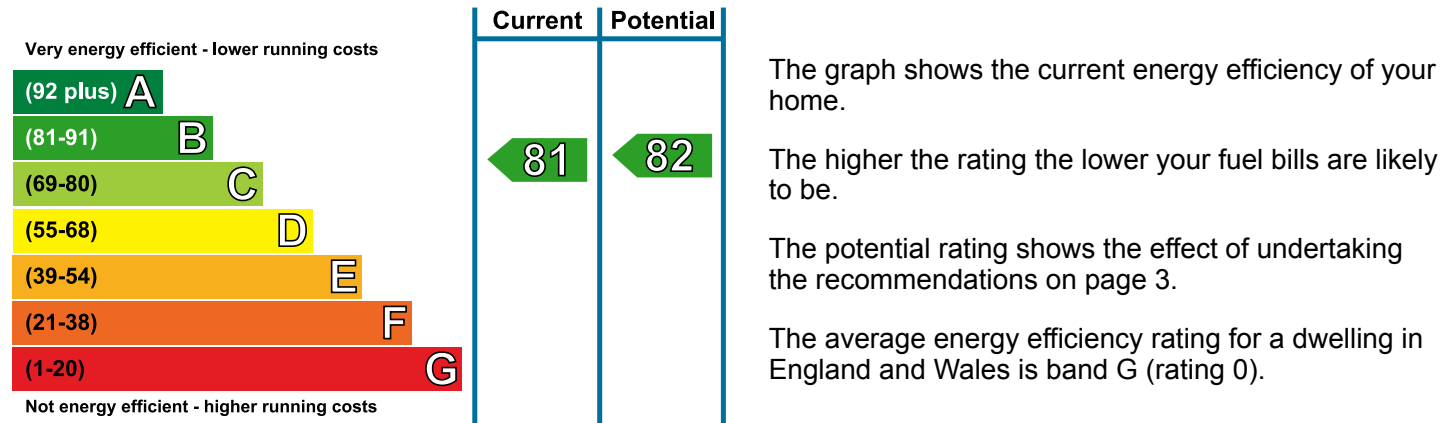 Current Potential
Very energy efficient - lower running costs
(92 plus) A
(81-91) B
(69-80) C
(55-68) D
(39-54) E
(21-38) F
(1-20) G
Not energy efficient - higher running costs
81 82
The graph shows the current energy efficiency of your
home.
The higher the rating the lower your fuel bills are likely
to be.
The potential rating shows the effect of undertaking
the recommendations on page 3.
The average energy efficiency rating for a dwelling in
England and Wales is band G (rating 0).